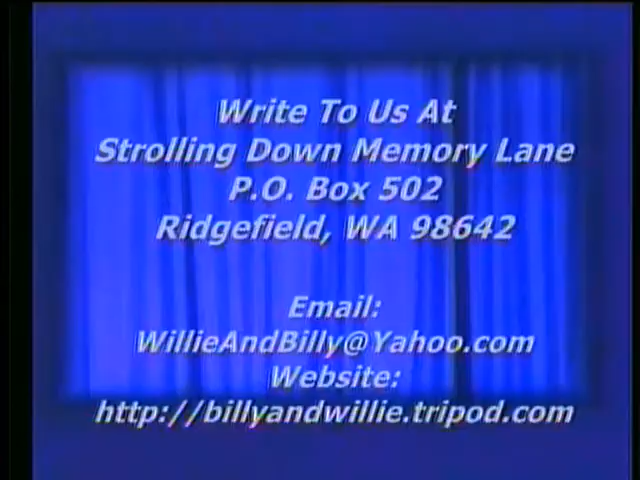 Write To Us At
Strolling Down Memory Lane
P.O. Box 502
Ridgefield, WA 98642
Email:
WillieAndBilly@Yahoo.com
Website:
http://billyandwillie.tripod.com